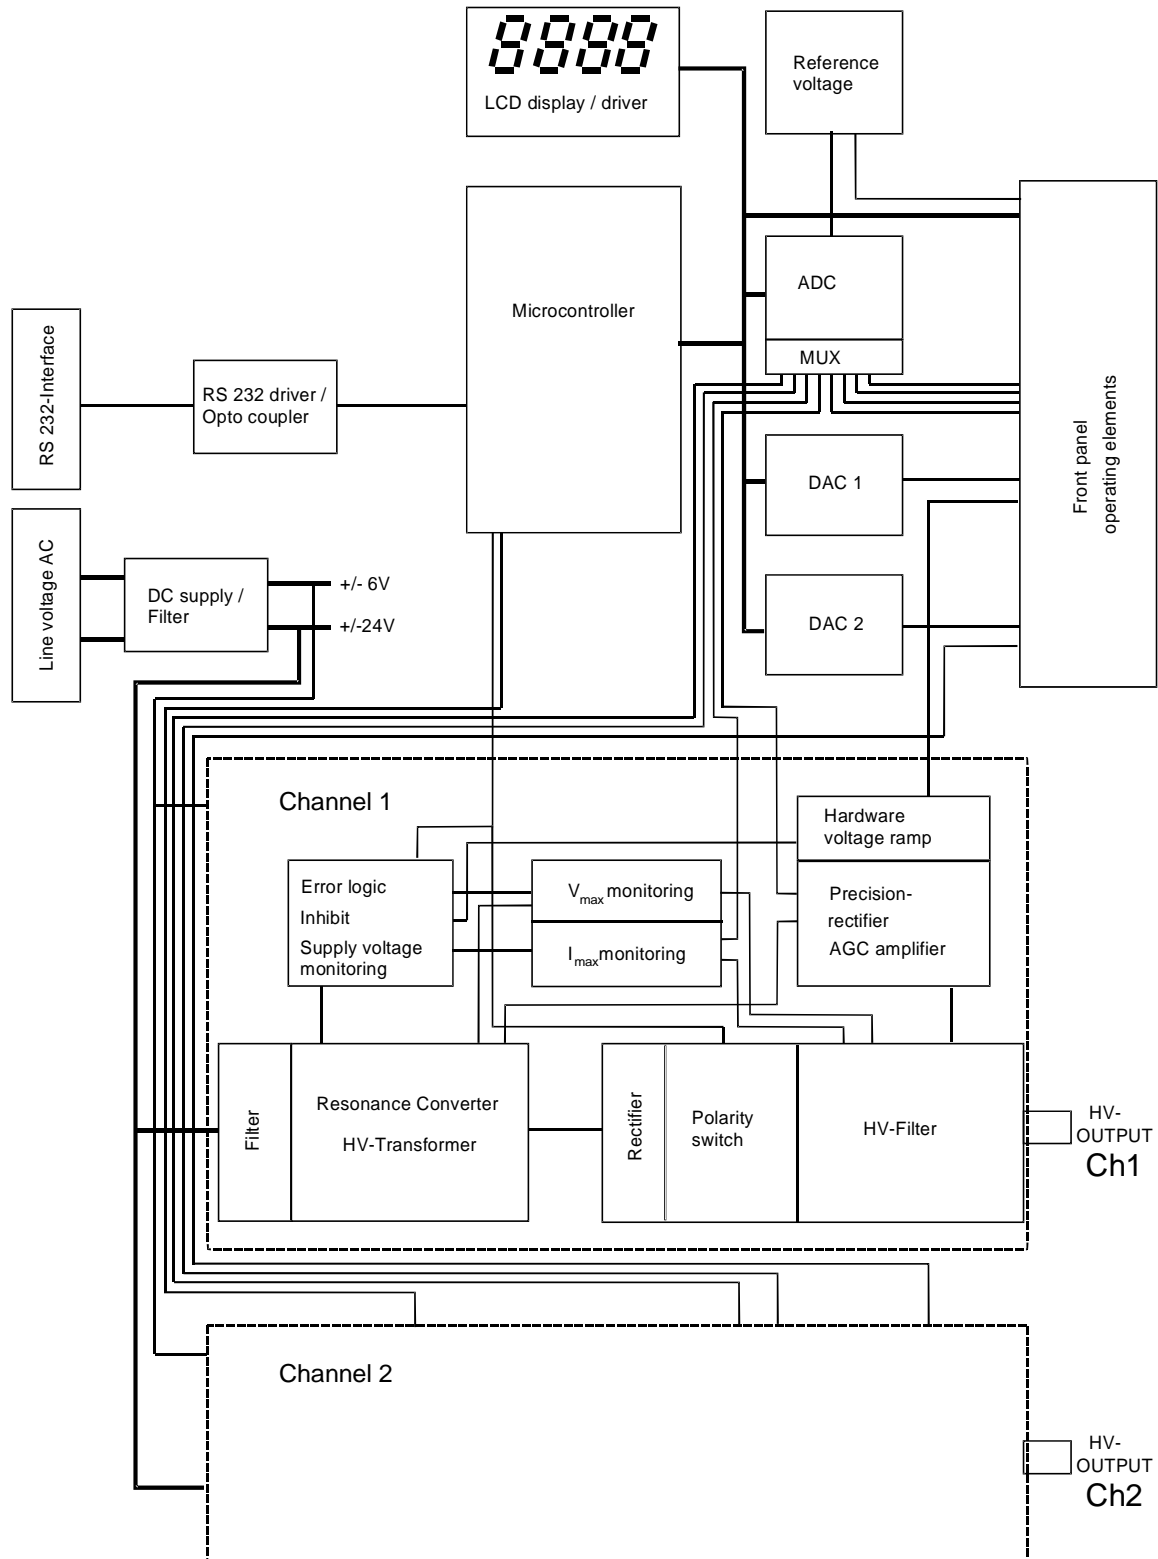 8888
LCD display / driver
Reference
voltage
Microcontroller
ADC
MUX
RS 232-Interface
RS 232 driver /
Opto coupler
Front panel
operating elements
DAC 1
DAC 2
Line voltage AC
DC supply /
Filter
+/- 6V
+/-24V
Channel 1
Hardware
voltage ramp
Error logic
Inhibit
Supply voltage
monitoring
Vmax monitoring
Imax monitoring
Precision-
rectifier
AGC amplifier
Filter
Resonance Converter
HV-Transformer
Rectifier
Polarity
switch
HV-Filter
HV-
OUTPUT
Ch1
Channel 2
HV-
OUTPUT
Ch2